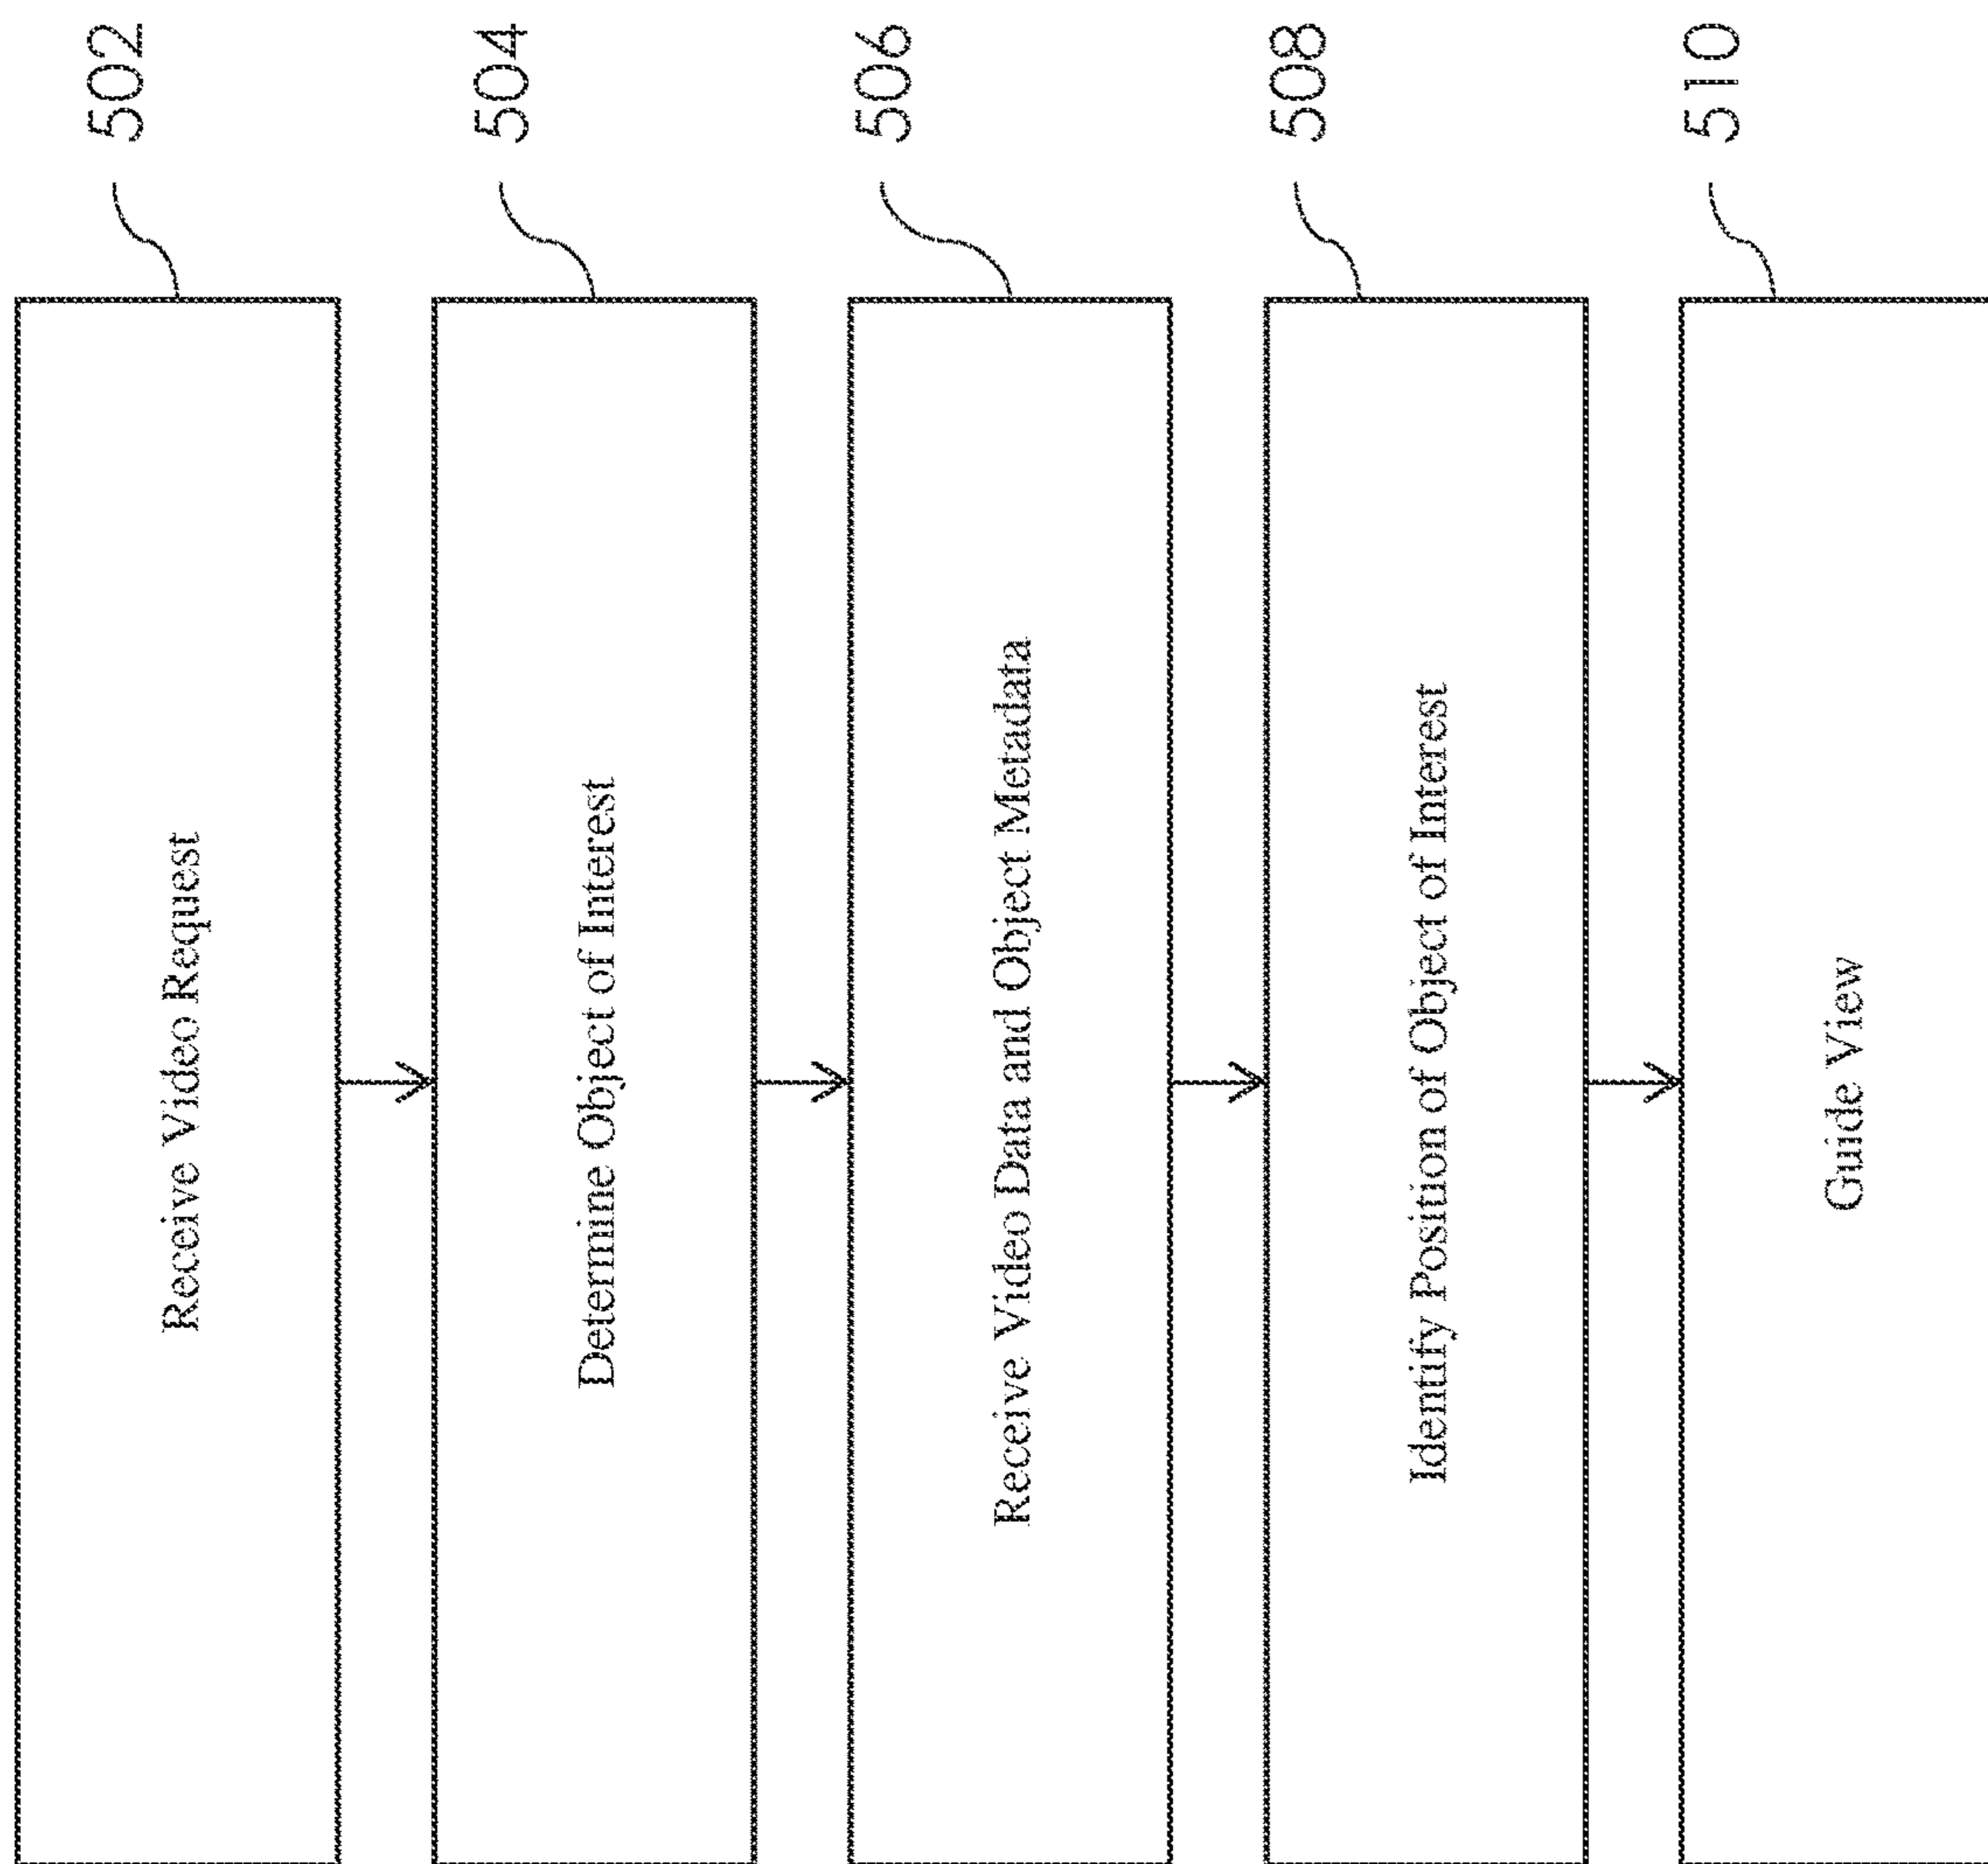 Receive Video Request
502
Determine Object of Interest
504
Receive Video Data and Object Metadata
506
Identify Position of Object of Interest
508
Guide View
510